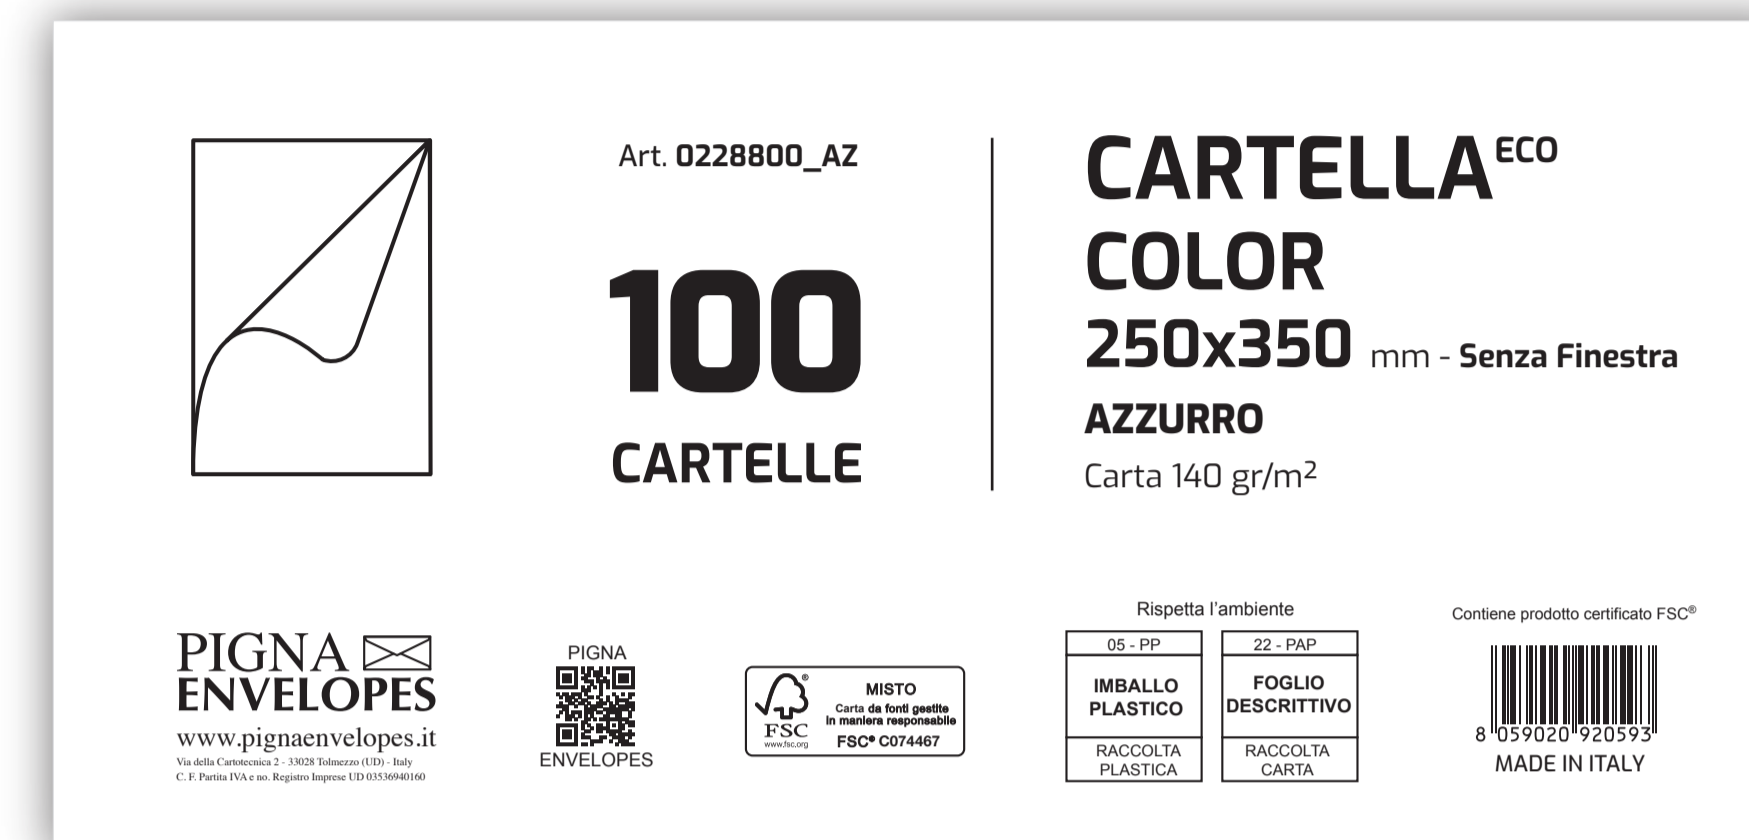 Art. 0228800_AZ
100
CARTELLE
CARTELLA ECO
COLOR
250x350 mm - Senza Finestra
AZZURRO
Carta 140 gr/m²
PIGNA
ENVELOPES
www.pignaenvelopes.it
Via della Cartotecnica 2 - 33028 Tolmezzo (UD) - Italy
C. F. Partita IVA e no. Registro Imprese UD 03536940160
PIGNA
ENVELOPES
®
FSC
www.fsc.org
MISTO
Carta da fonti gestite
in maniera responsabile
FSC® C074467
Rispetta l'ambiente
05 - PP
IMBALLO
PLASTICO
RACCOLTA
PLASTICA
22 - PAP
FOGLIO
DESCRITTIVO
RACCOLTA
CARTA
Contiene prodotto certificato FSC®
8 059020 920593
MADE IN ITALY